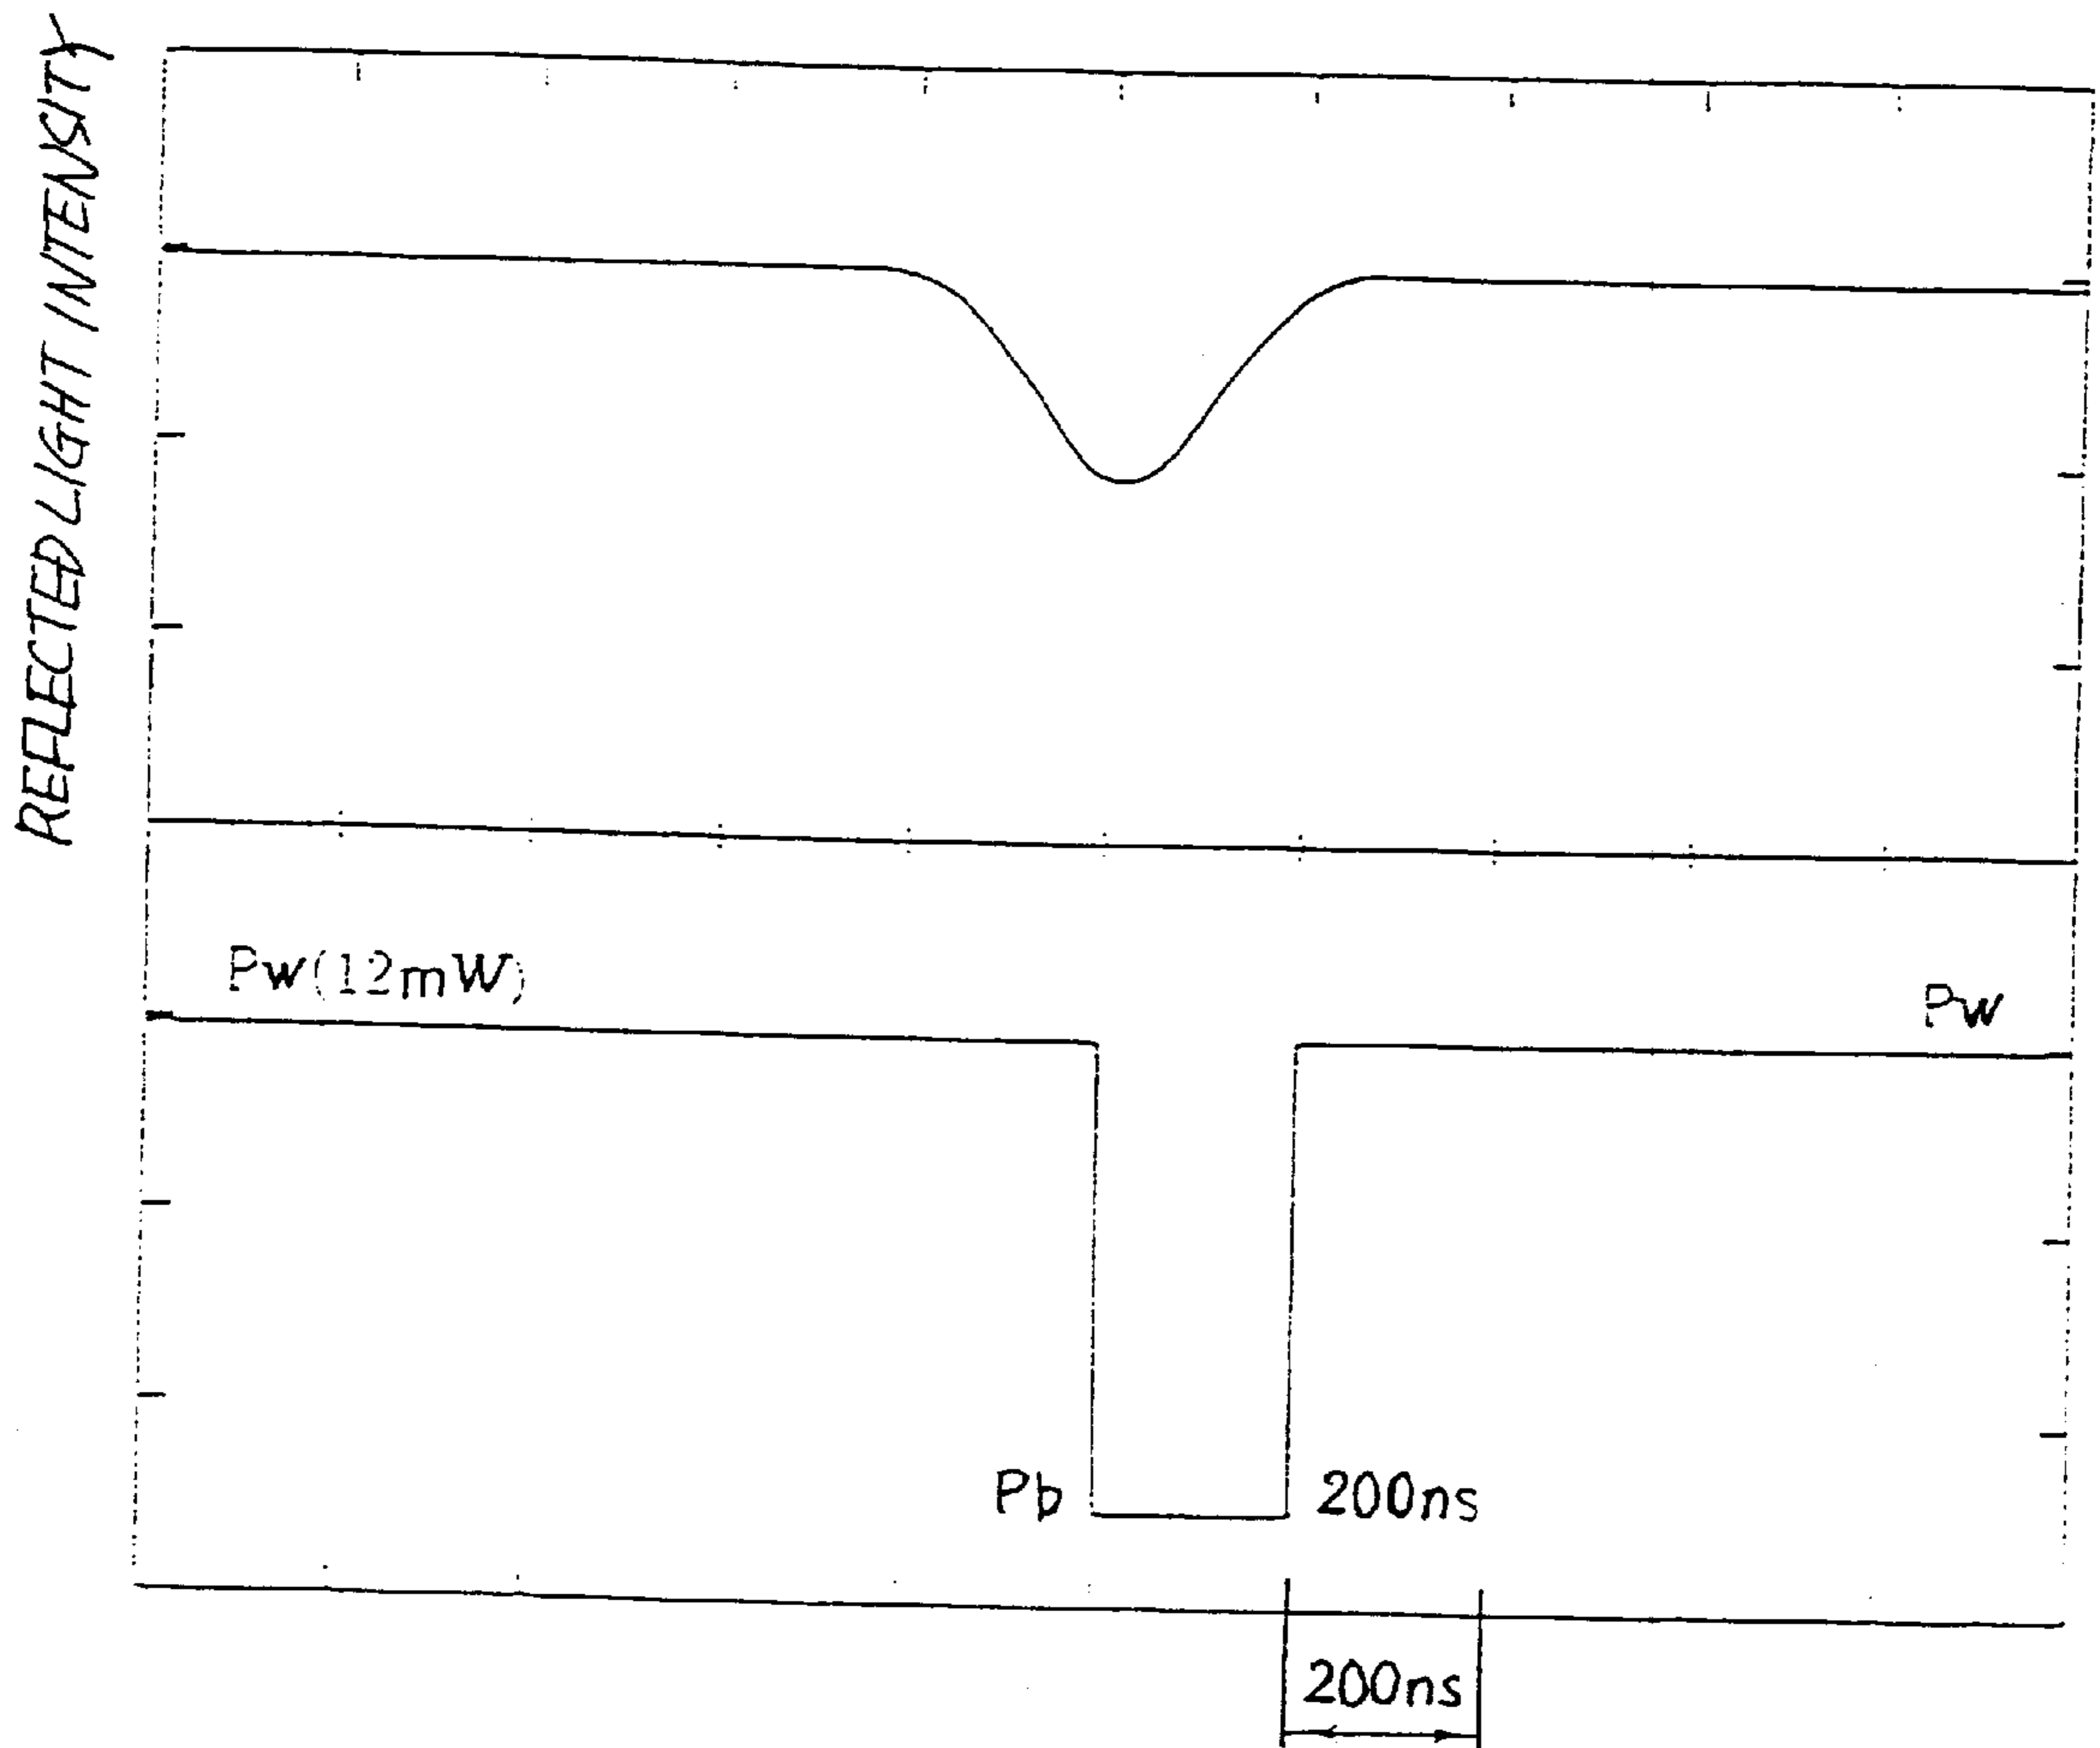 REFLECTED LIGHT INTENSITY
Pw(12mW)
Pw
Pb
200ns
200ns